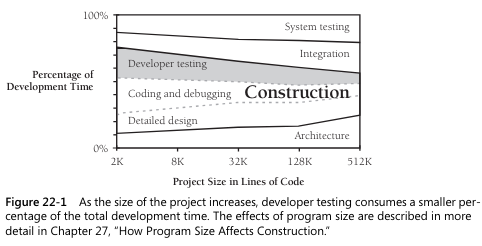 100%
System testing
Integration
Developer testing
Percentage of
Development Time
Coding and debugging
Construction
Detailed design
Architecture
0%
2K 8K 32K 128K 512K
Project Size in Lines of Code
Figure 22-1 As the size of the project increases, developer testing consumes a smaller per-
centage of the total development time. The effects of program size are described in more
detail in Chapter 27, “How Program Size Affects Construction.”